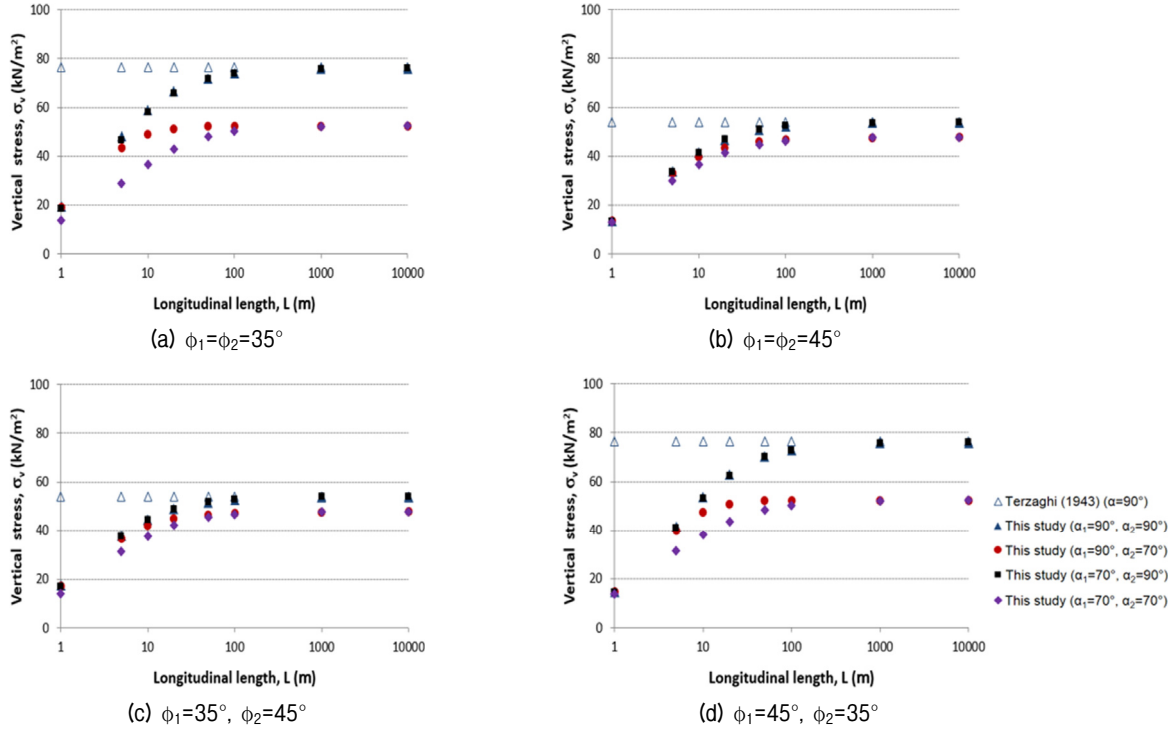 Vertical stress, σv (kN/m²)
100
80
60
40
20
0
1 10 100 1000 10000
Longitudinal length, L (m)
(a) ϕ₁=ϕ₂=35°
Vertical stress, σv (kN/m²)
100
80
60
40
20
0
1 10 100 1000 10000
Longitudinal length, L (m)
(b) ϕ₁=ϕ₂=45°
Vertical stress, σv (kN/m²)
100
80
60
40
20
0
1 10 100 1000 10000
Longitudinal length, L (m)
(c) ϕ₁=35°, ϕ₂=45°
Vertical stress, σv (kN/m²)
100
80
60
40
20
0
1 10 100 1000 10000
Longitudinal length, L (m)
(d) ϕ₁=45°, ϕ₂=35°
Terzaghi (1943) (α=90°)
This study (α₁=90°, α₂=90°)
This study (α₁=90°, α₂=70°)
This study (α₁=70°, α₂=90°)
This study (α₁=70°, α₂=70°)